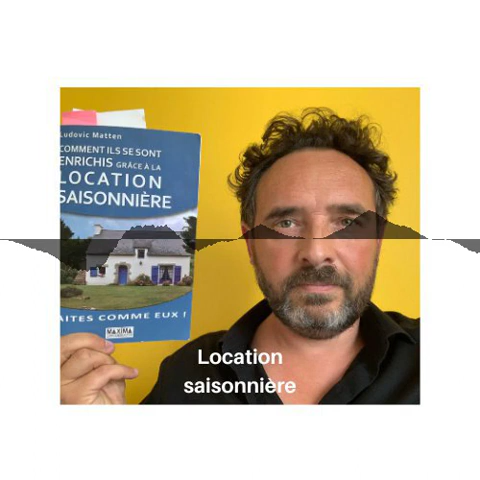 Ludovic Matten
COMMENT ILS SE SONT
ENRICHIS GRÂCE À LA
LOCATION
SAISONNIÈRE
AITES COMME EUX !
MAXIMA
Location
saisonnière